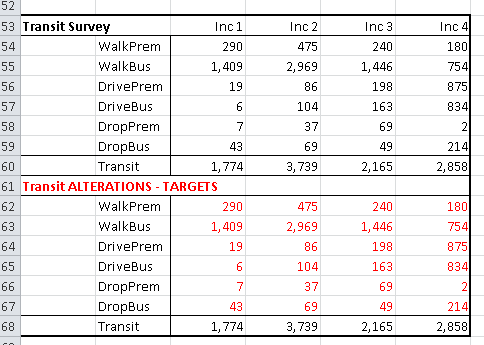 52
53 Transit Survey Inc 1 Inc 2 Inc 3 Inc 4
54 WalkPrem 290 475 240 180
55 WalkBus 1,409 2,969 1,446 754
56 DrivePrem 19 86 198 875
57 DriveBus 6 104 163 834
58 DropPrem 7 37 69 2
59 DropBus 43 69 49 214
60 Transit 1,774 3,739 2,165 2,858
61 Transit ALTERATIONS - TARGETS
62 WalkPrem 290 475 240 180
63 WalkBus 1,409 2,969 1,446 754
64 DrivePrem 19 86 198 875
65 DriveBus 6 104 163 834
66 DropPrem 7 37 69 2
67 DropBus 43 69 49 214
68 Transit 1,774 3,739 2,165 2,858